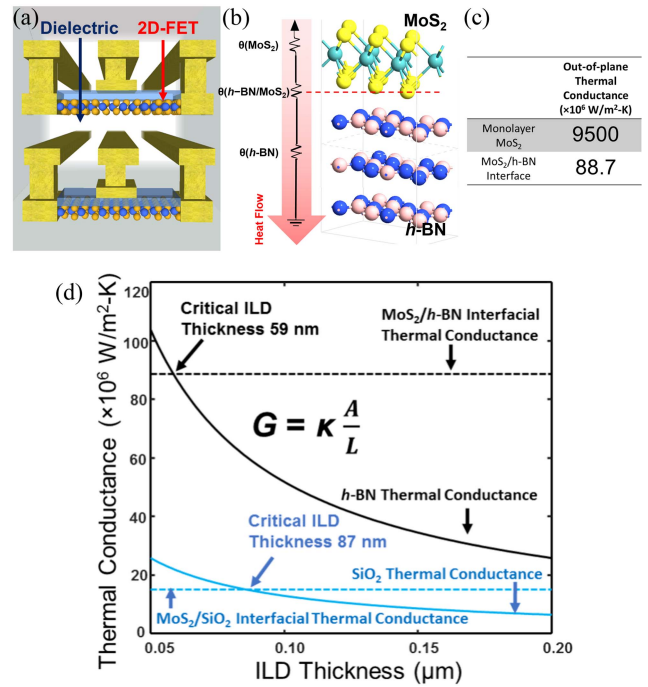 (a)
Dielectric 2D-FET
(b)
MoS2
θ(MoS2)
θ(h-BN/MoS2)
θ(h-BN)
Heat Flow
h-BN
(c)
Out-of-plane
Thermal
Conductance
(×10⁶ W/m²-K)
Monolayer
MoS2
9500
MoS2/h-BN
Interface
88.7
(d)
Thermal Conductance (×10⁶ W/m²-K)
120
100
80
60
40
20
0
Critical ILD
Thickness 59 nm
MoS2/h-BN Interfacial
Thermal Conductance
G = κ A/L
h-BN Thermal Conductance
Critical ILD
Thickness 87 nm
SiO2 Thermal Conductance
MoS2/SiO2 Interfacial Thermal Conductance
0.05 0.10 0.15 0.20
ILD Thickness (µm)